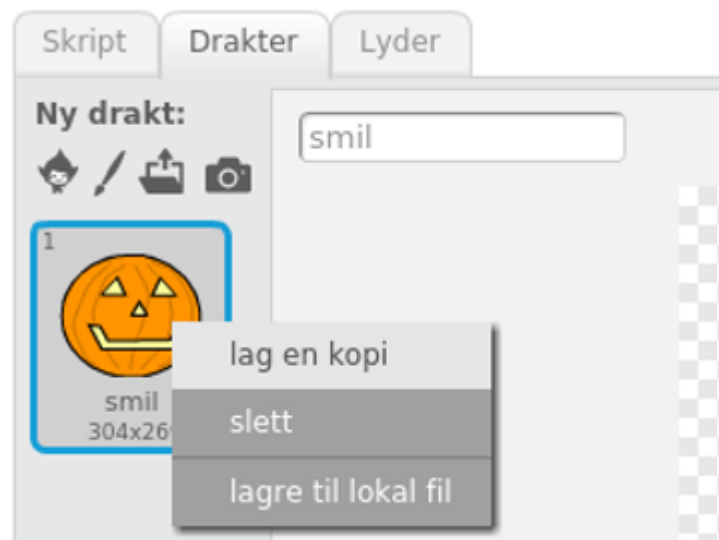 Skript
Drakter
Lyder
Ny drakt:
smil
1
smil
lag en kopi
slett
lagre til lokal fil